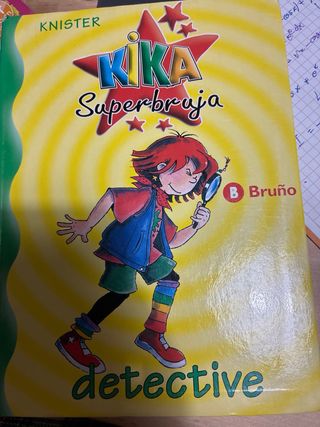 KNISTER
KiKA
Superbruja
B Bruño
detective